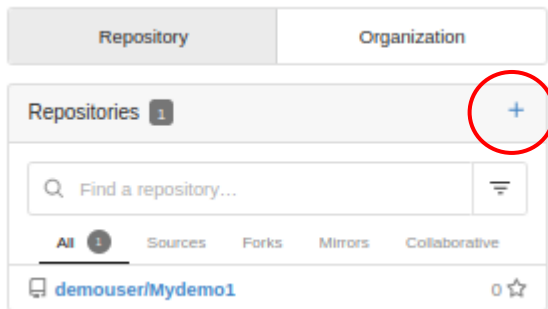 Repository Organization
Repositories 1 +
Find a repository...
All 1 Sources Forks Mirrors Collaborative
demouser/Mydemo1 0